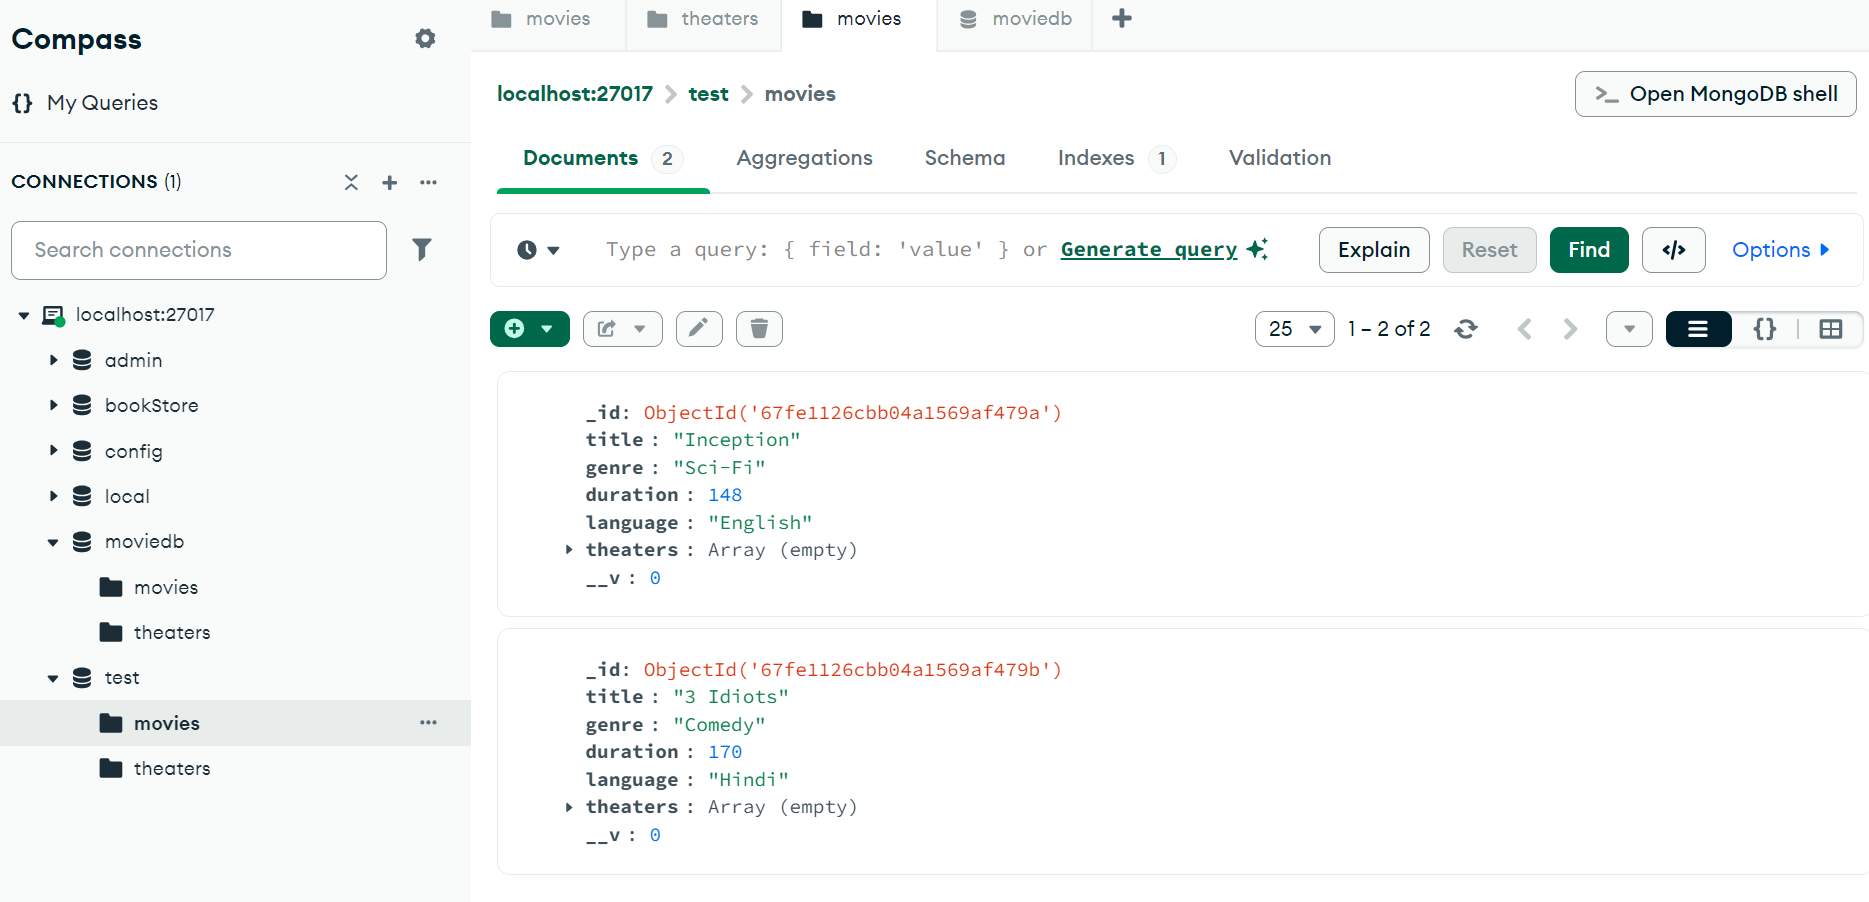 Compass
My Queries
CONNECTIONS (1)
Search connections
localhost:27017
admin
bookStore
config
local
moviedb
movies
theaters
test
movies
theaters
movies
theaters
movies
moviedb
localhost:27017 test movies
>_ Open MongoDB shell
Documents 2 Aggregations Schema Indexes 1 Validation
Type a query: { field: 'value' } or Generate query
Explain Reset Find </> Options
25 1 – 2 of 2 {}
_id: ObjectId('67fe1126cbb04a1569af479a')
title : "Inception"
genre : "Sci-Fi"
duration : 148
language : "English"
theaters : Array (empty)
__v : 0
_id: ObjectId('67fe1126cbb04a1569af479b')
title : "3 Idiots"
genre : "Comedy"
duration : 170
language : "Hindi"
theaters : Array (empty)
__v : 0